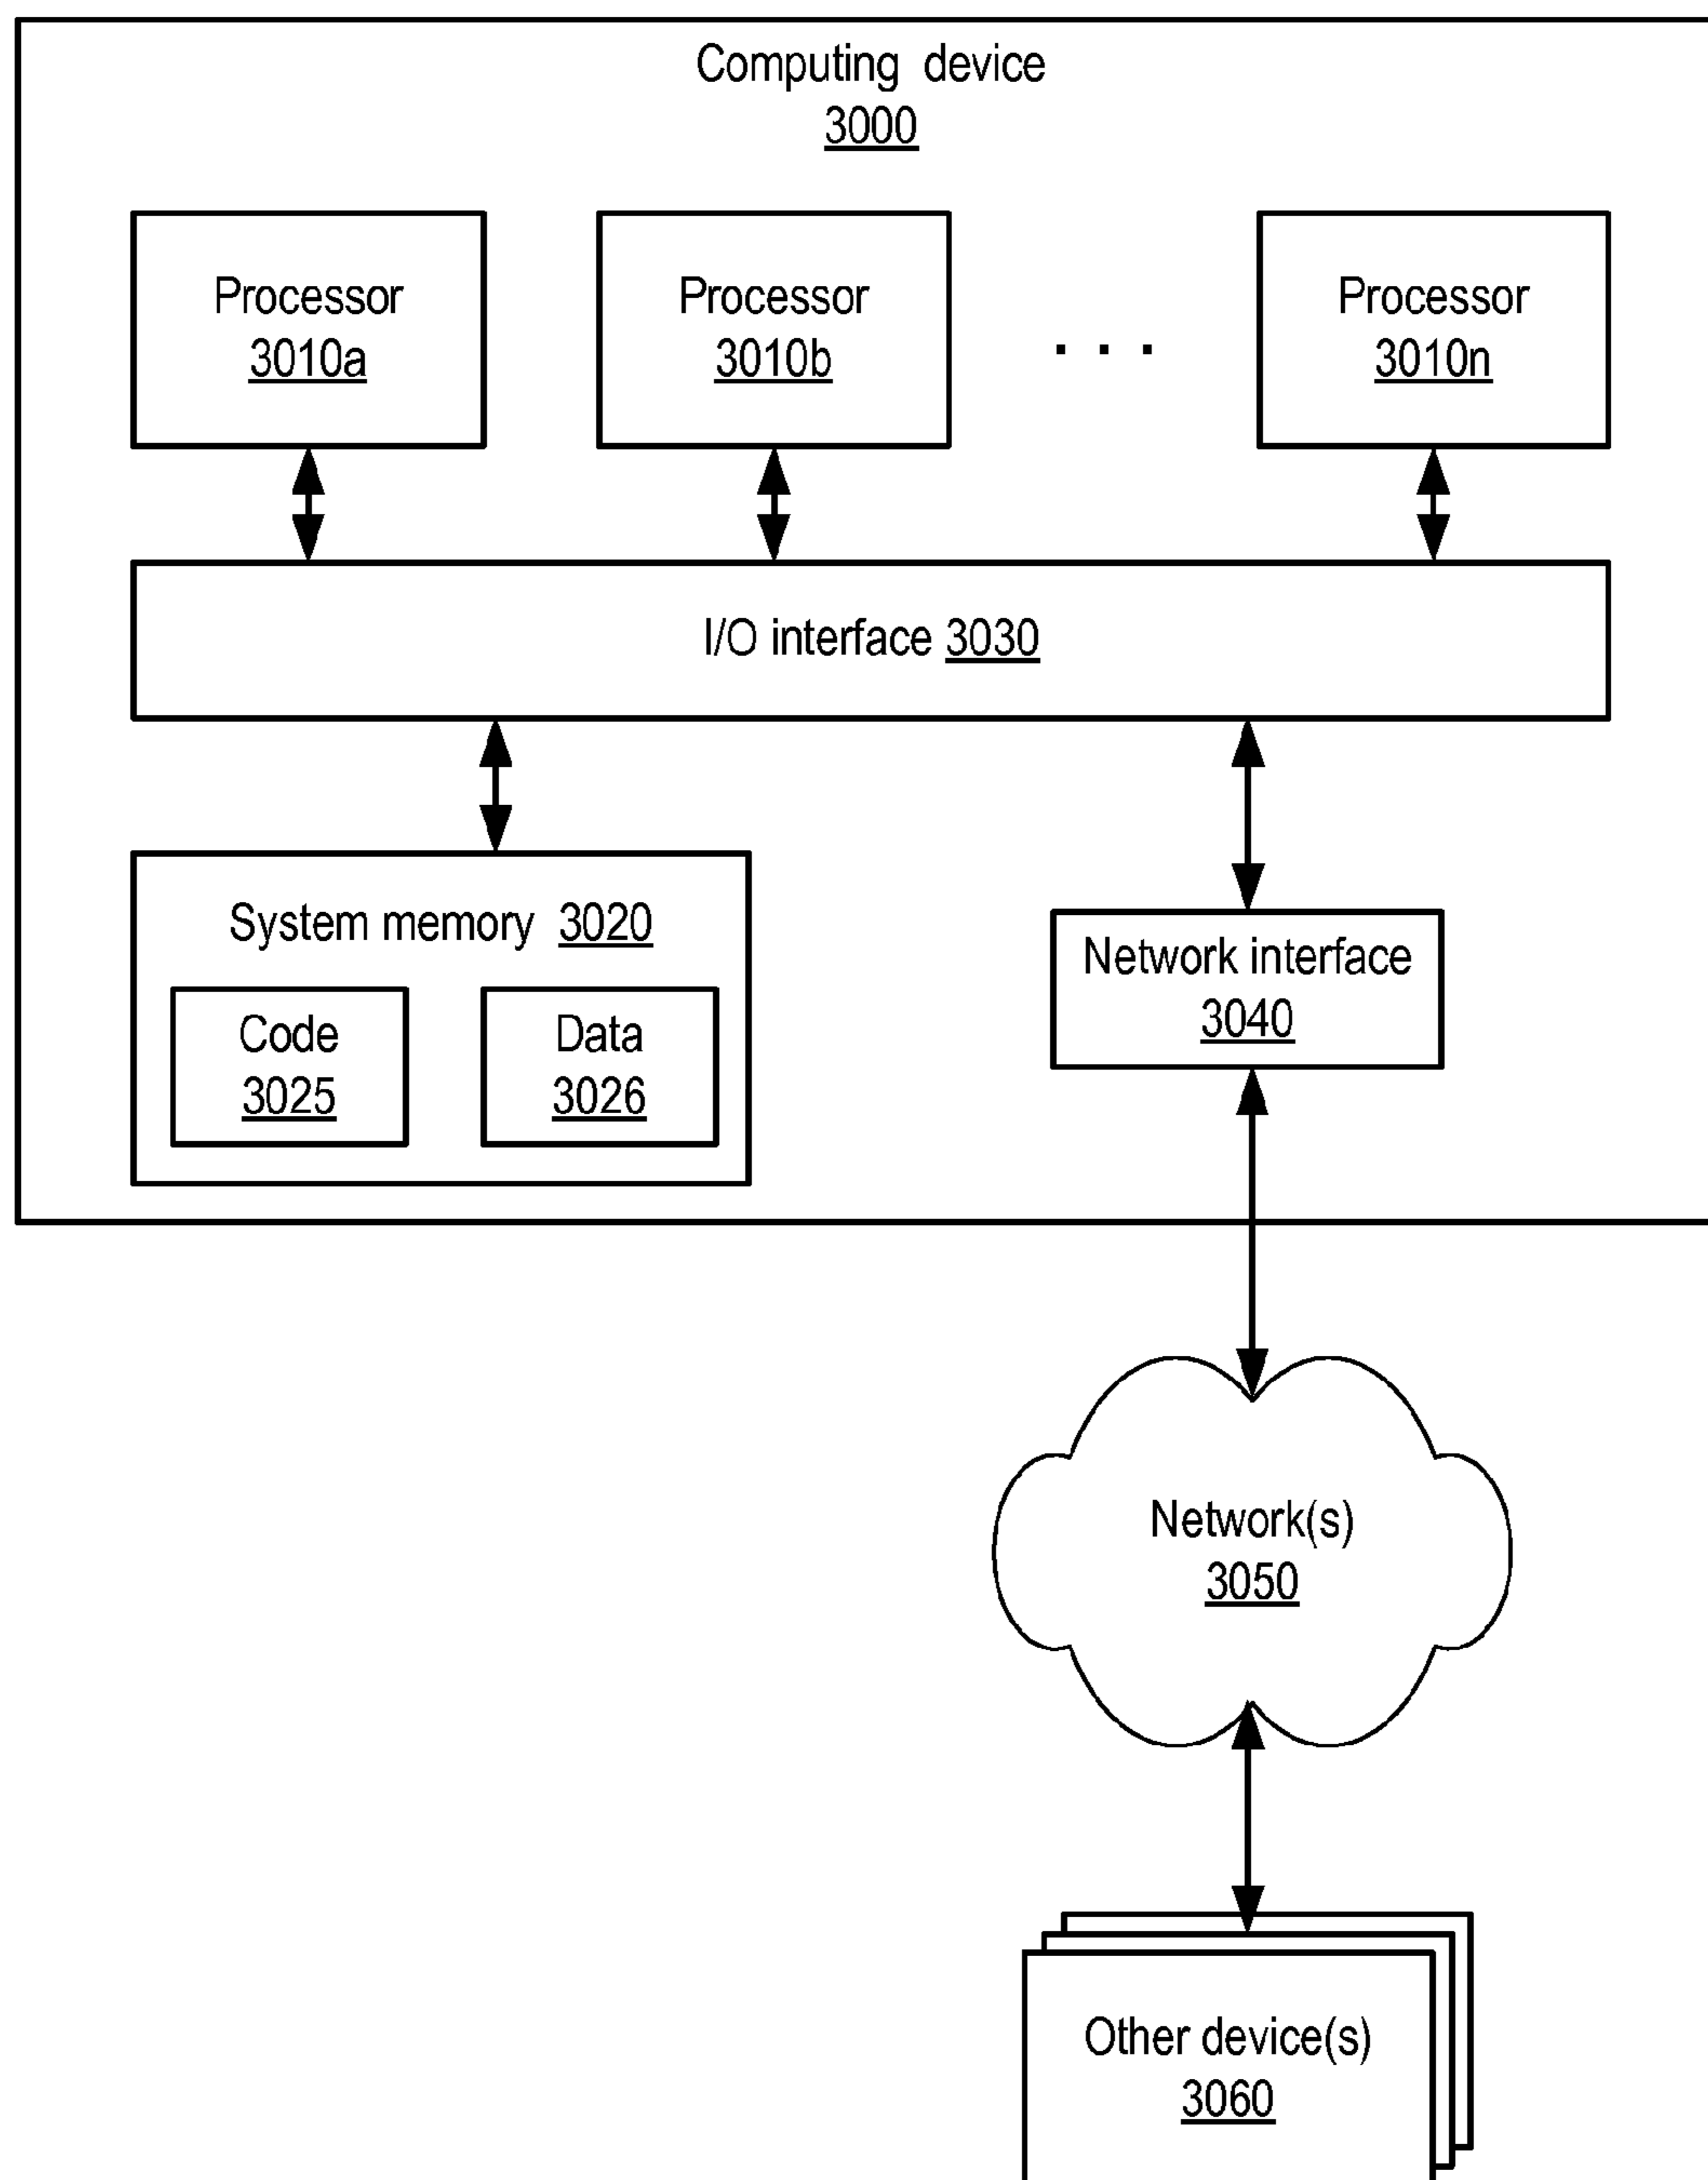 Computing device
3000
Processor
3010a
Processor
3010b
. . .
Processor
3010n
I/O interface 3030
System memory 3020
Code
3025
Data
3026
Network interface
3040
Network(s)
3050
Other device(s)
3060